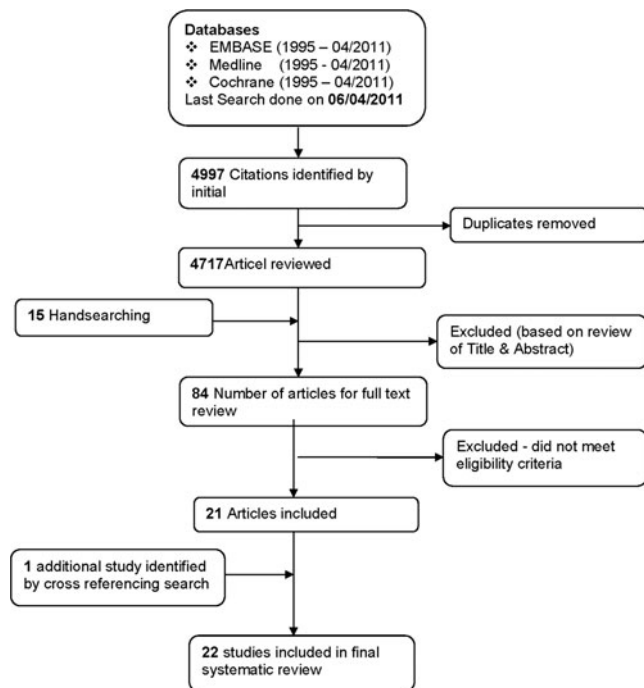 Databases
❖ EMBASE (1995 – 04/2011)
❖ Medline (1995 - 04/2011)
❖ Cochrane (1995 – 04/2011)
Last Search done on 06/04/2011
4997 Citations identified by
initial
Duplicates removed
4717Articel reviewed
15 Handsearching
Excluded (based on review
of Title & Abstract)
84 Number of articles for full text
review
Excluded - did not meet
eligibility criteria
21 Articles included
1 additional study identified
by cross referencing search
22 studies included in final
systematic review